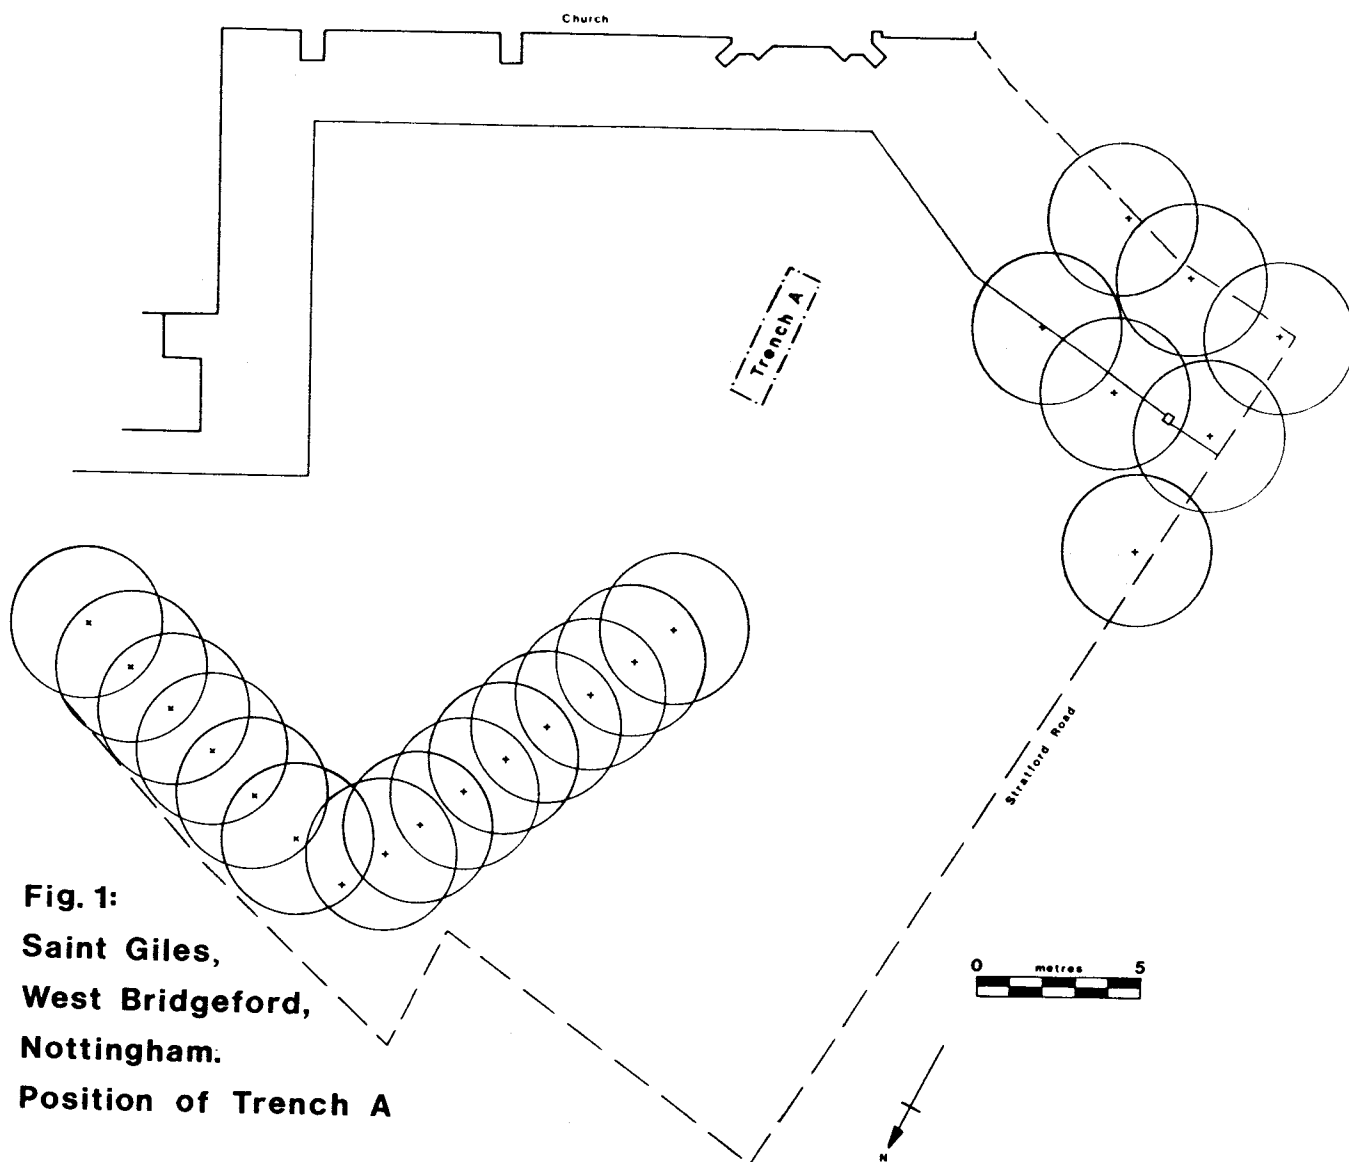 Church
Trench A
Stratford Road
0 metres 5
N
Fig. 1:
Saint Giles,
West Bridgeford,
Nottingham.
Position of Trench A